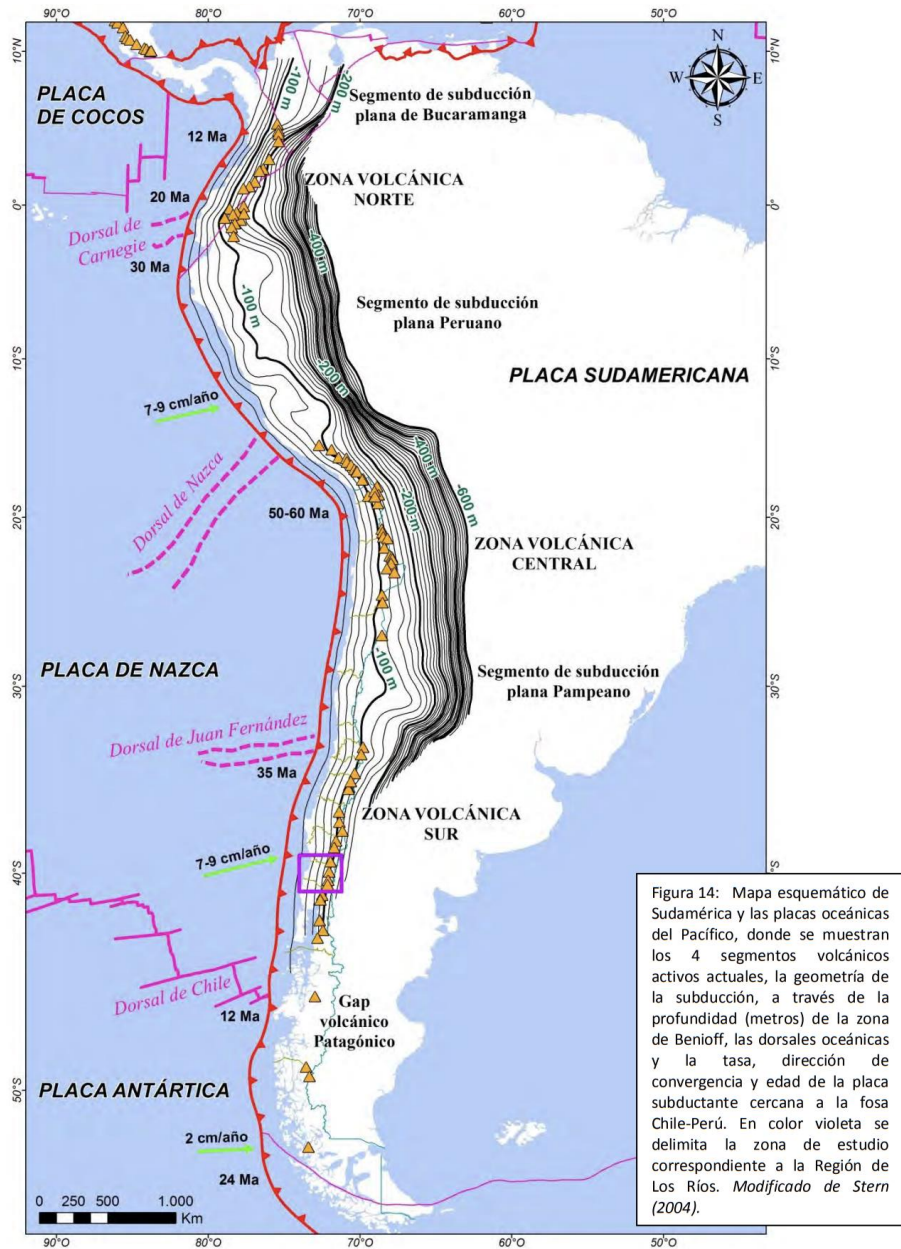 90°O
80°O
70°O
60°O
50°O
10°N
10°N
PLACA
DE COCOS
-100 m
-200 m
Segmento de subducción
plana de Bucaramanga
N
W
E
S
12 Ma
ZONA VOLCÁNICA
NORTE
20 Ma
0°
0°
Dorsal de
Carnegie
30 Ma
-400 m
-100 m
Segmento de subducción
plana Peruano
10°S
10°S
-200 m
PLACA SUDAMERICANA
7-9 cm/año
Dorsal de Nazca
-400 m
-200 m
-600 m
50-60 Ma
20°S
20°S
ZONA VOLCÁNICA
CENTRAL
PLACA DE NAZCA
-100 m
Segmento de subducción
plana Pampeano
30°S
30°S
Dorsal de Juan Fernández
35 Ma
ZONA VOLCÁNICA
SUR
7-9 cm/año
40°S
°S
Dorsal de Chile
12 Ma
Gap
volcánico
Patagónico
PLACA ANTÁRTICA
50°S
2 cm/año
24 Ma
0 250 500 1.000
Km
90°O
80°O
70°O
60°O
50°O
Figura 14: Mapa esquemático de
Sudamérica y las placas oceánicas
del Pacífico, donde se muestran
los 4 segmentos volcánicos
activos actuales, la geometría de
la subducción, a través de la
profundidad (metros) de la zona
de Benioff, las dorsales oceánicas
y la tasa, dirección de
convergencia y edad de la placa
subductante cercana a la fosa
Chile-Perú. En color violeta se
delimita la zona de estudio
correspondiente a la Región de
Los Ríos. Modificado de Stern
(2004).